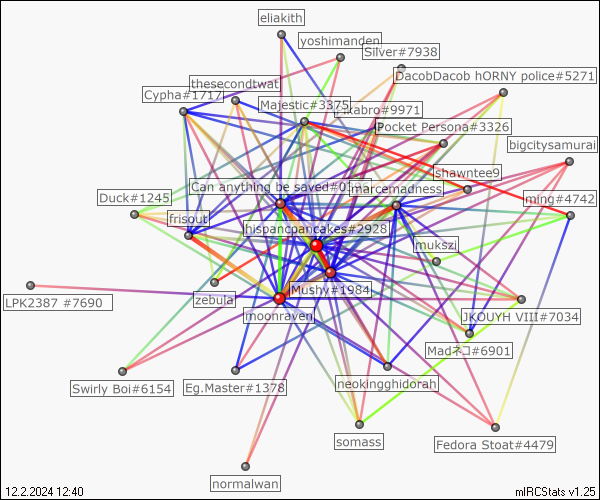 eliakith
yoshimanden
Silver#7938
DacobDacob hORNY police#5271
thesecondtwat
Cypha#1717
Majestic#3375
kabro#9971
Pocket Persona#3326
bigcitysamurai
shawntee9
Can anything be saved#0
marcemadness
ming#4742
Duck#1245
frisout
hispancpancakes#2928
mukszi
Mushy#1984
zebula
moonraven
LPK2387 #7690
JKOUYH VIII#7034
Madネコ#6901
Swirly Boi#6154
Eg.Master#1378
neokingghidorah
somass
Fedora Stoat#4479
normalwan
12.2.2024 12:40
mIRCStats v1.25